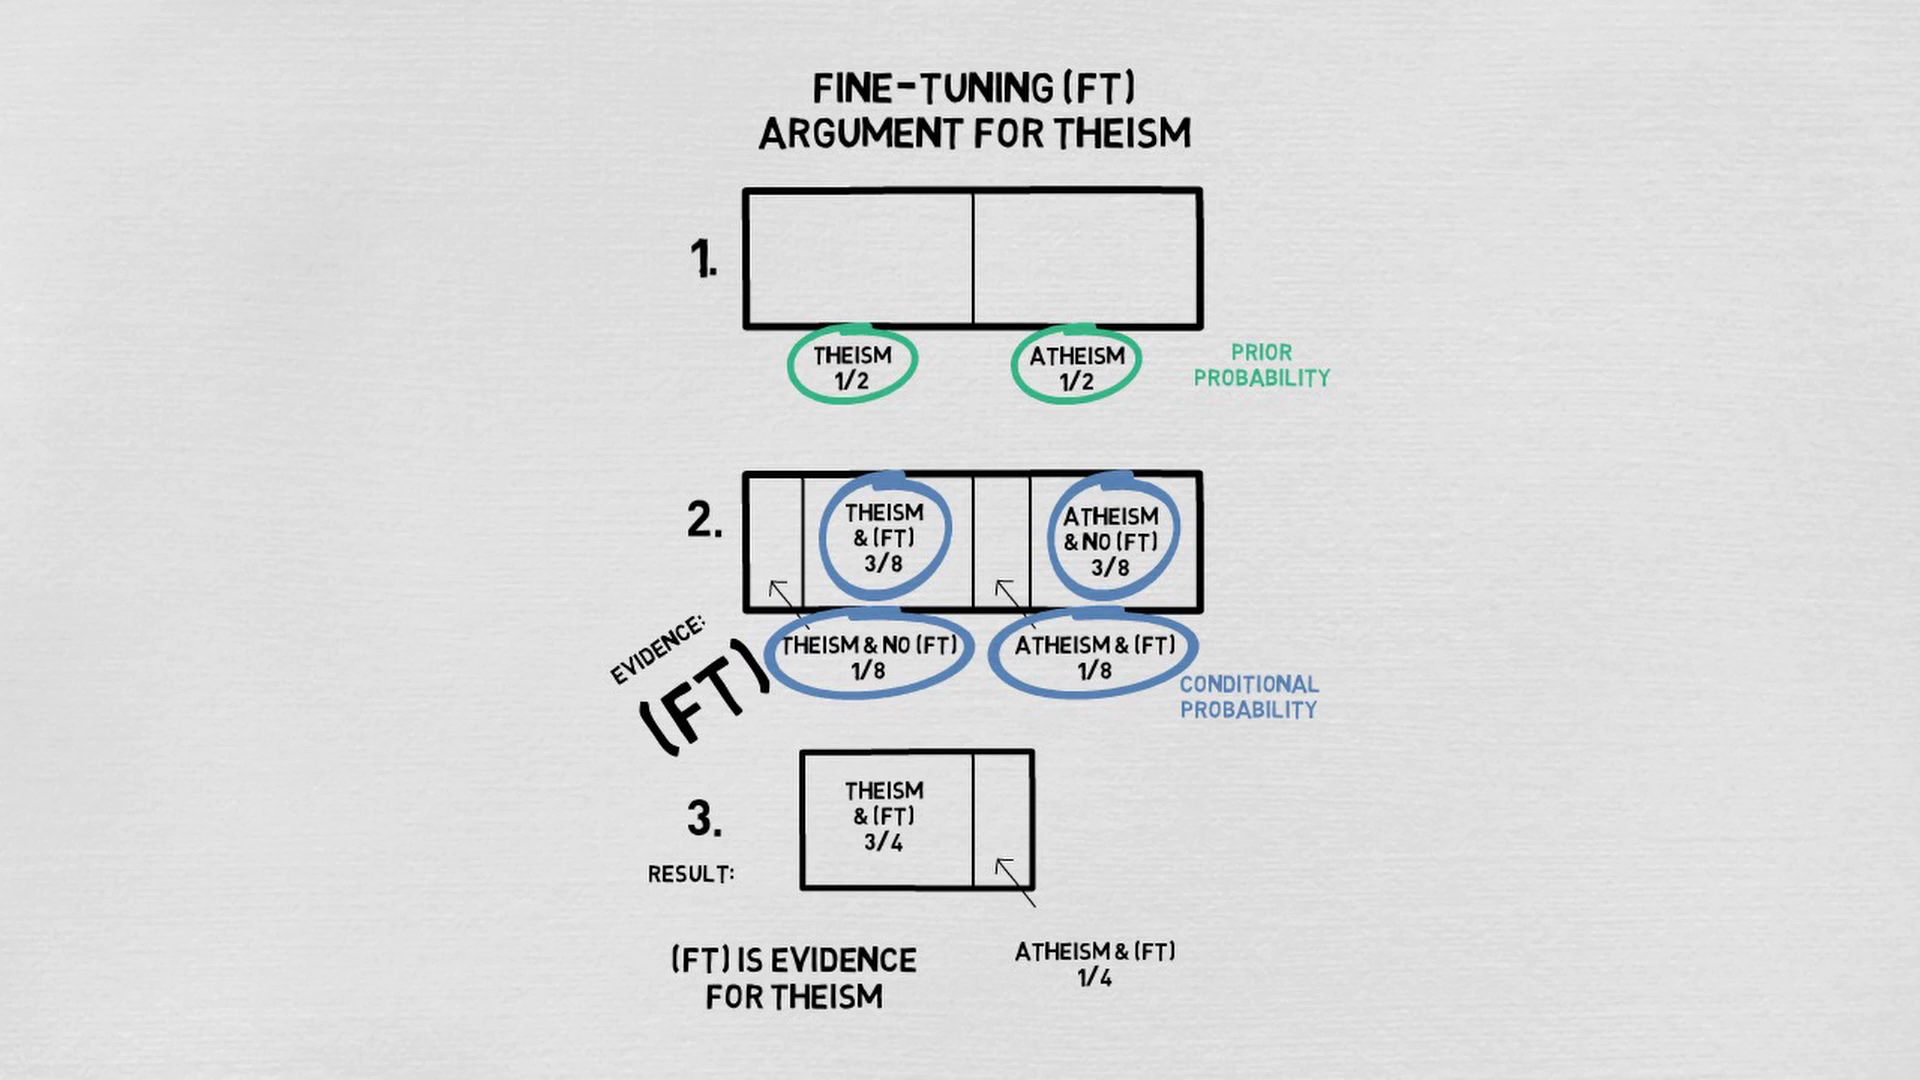 FINE-TUNING (FT)
ARGUMENT FOR THEISM
1.
THEISM
1/2
ATHEISM
1/2
PRIOR
PROBABILITY
2.
THEISM
& (FT)
3/8
ATHEISM
& NO (FT)
3/8
EVIDENCE:
(FT)
THEISM & NO (FT)
1/8
ATHEISM & (FT)
1/8
CONDITIONAL
PROBABILITY
3.
RESULT:
THEISM
& (FT)
3/4
(FT) IS EVIDENCE
FOR THEISM
ATHEISM & (FT)
1/4